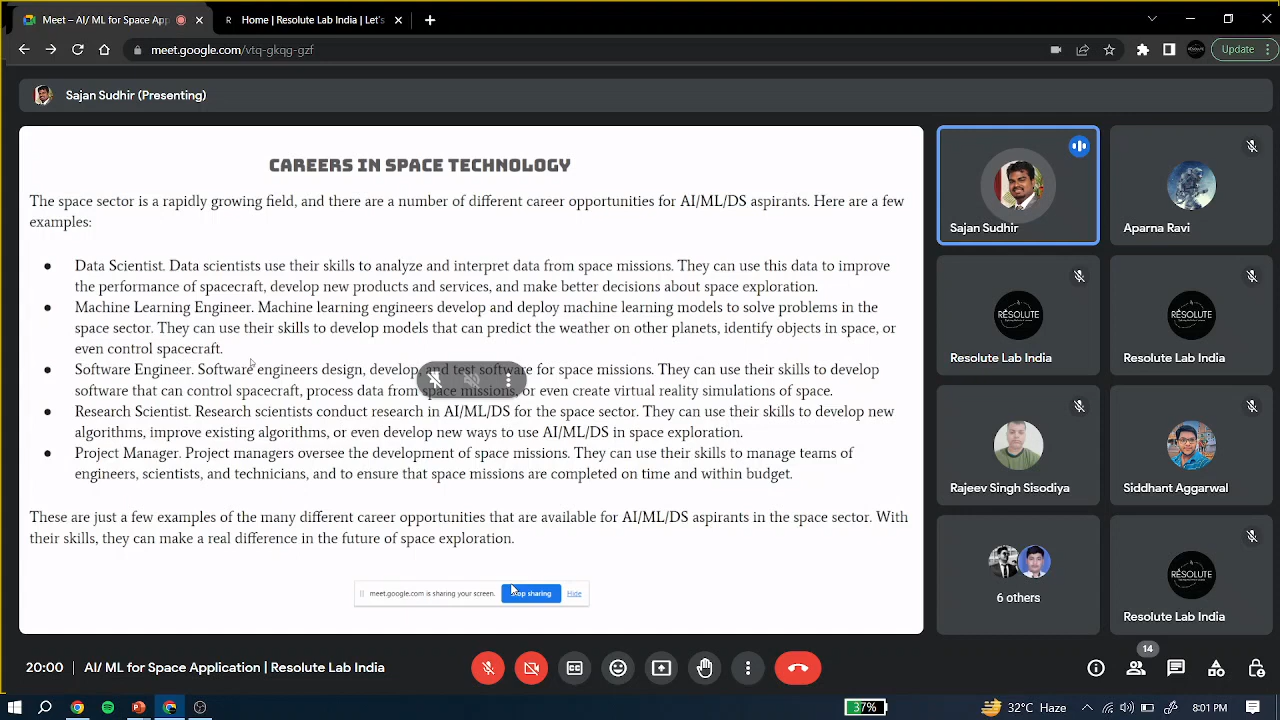 Meet – AI/ ML for Space App
Home | Resolute Lab India | Let's
meet.google.com/vtq-gkqg-gzf
Update
Sajan Sudhir (Presenting)
CAREERS IN SPACE TECHNOLOGY
The space sector is a rapidly growing field, and there are a number of different career opportunities for AI/ML/DS aspirants. Here are a few
examples:
● Data Scientist. Data scientists use their skills to analyze and interpret data from space missions. They can use this data to improve
the performance of spacecraft, develop new products and services, and make better decisions about space exploration.
● Machine Learning Engineer. Machine learning engineers develop and deploy machine learning models to solve problems in the
space sector. They can use their skills to develop models that can predict the weather on other planets, identify objects in space, or
even control spacecraft.
● Software Engineer. Software engineers design, develop, and test software for space missions. They can use their skills to develop
software that can control spacecraft, process data from space missions, or even create virtual reality simulations of space.
● Research Scientist. Research scientists conduct research in AI/ML/DS for the space sector. They can use their skills to develop new
algorithms, improve existing algorithms, or even develop new ways to use AI/ML/DS in space exploration.
● Project Manager. Project managers oversee the development of space missions. They can use their skills to manage teams of
engineers, scientists, and technicians, and to ensure that space missions are completed on time and within budget.
These are just a few examples of the many different career opportunities that are available for AI/ML/DS aspirants in the space sector. With
their skills, they can make a real difference in the future of space exploration.
meet.google.com is sharing your screen. Stop sharing Hide
Sajan Sudhir
Aparna Ravi
RESOLUTE
Resolute Lab India
RESOLUTE
Resolute Lab India
Rajeev Singh Sisodiya
Siddhant Aggarwal
6 others
RESOLUTE
Resolute Lab India
20:00 | AI/ ML for Space Application | Resolute Lab India
14
37%
32°C Haze
8:01 PM